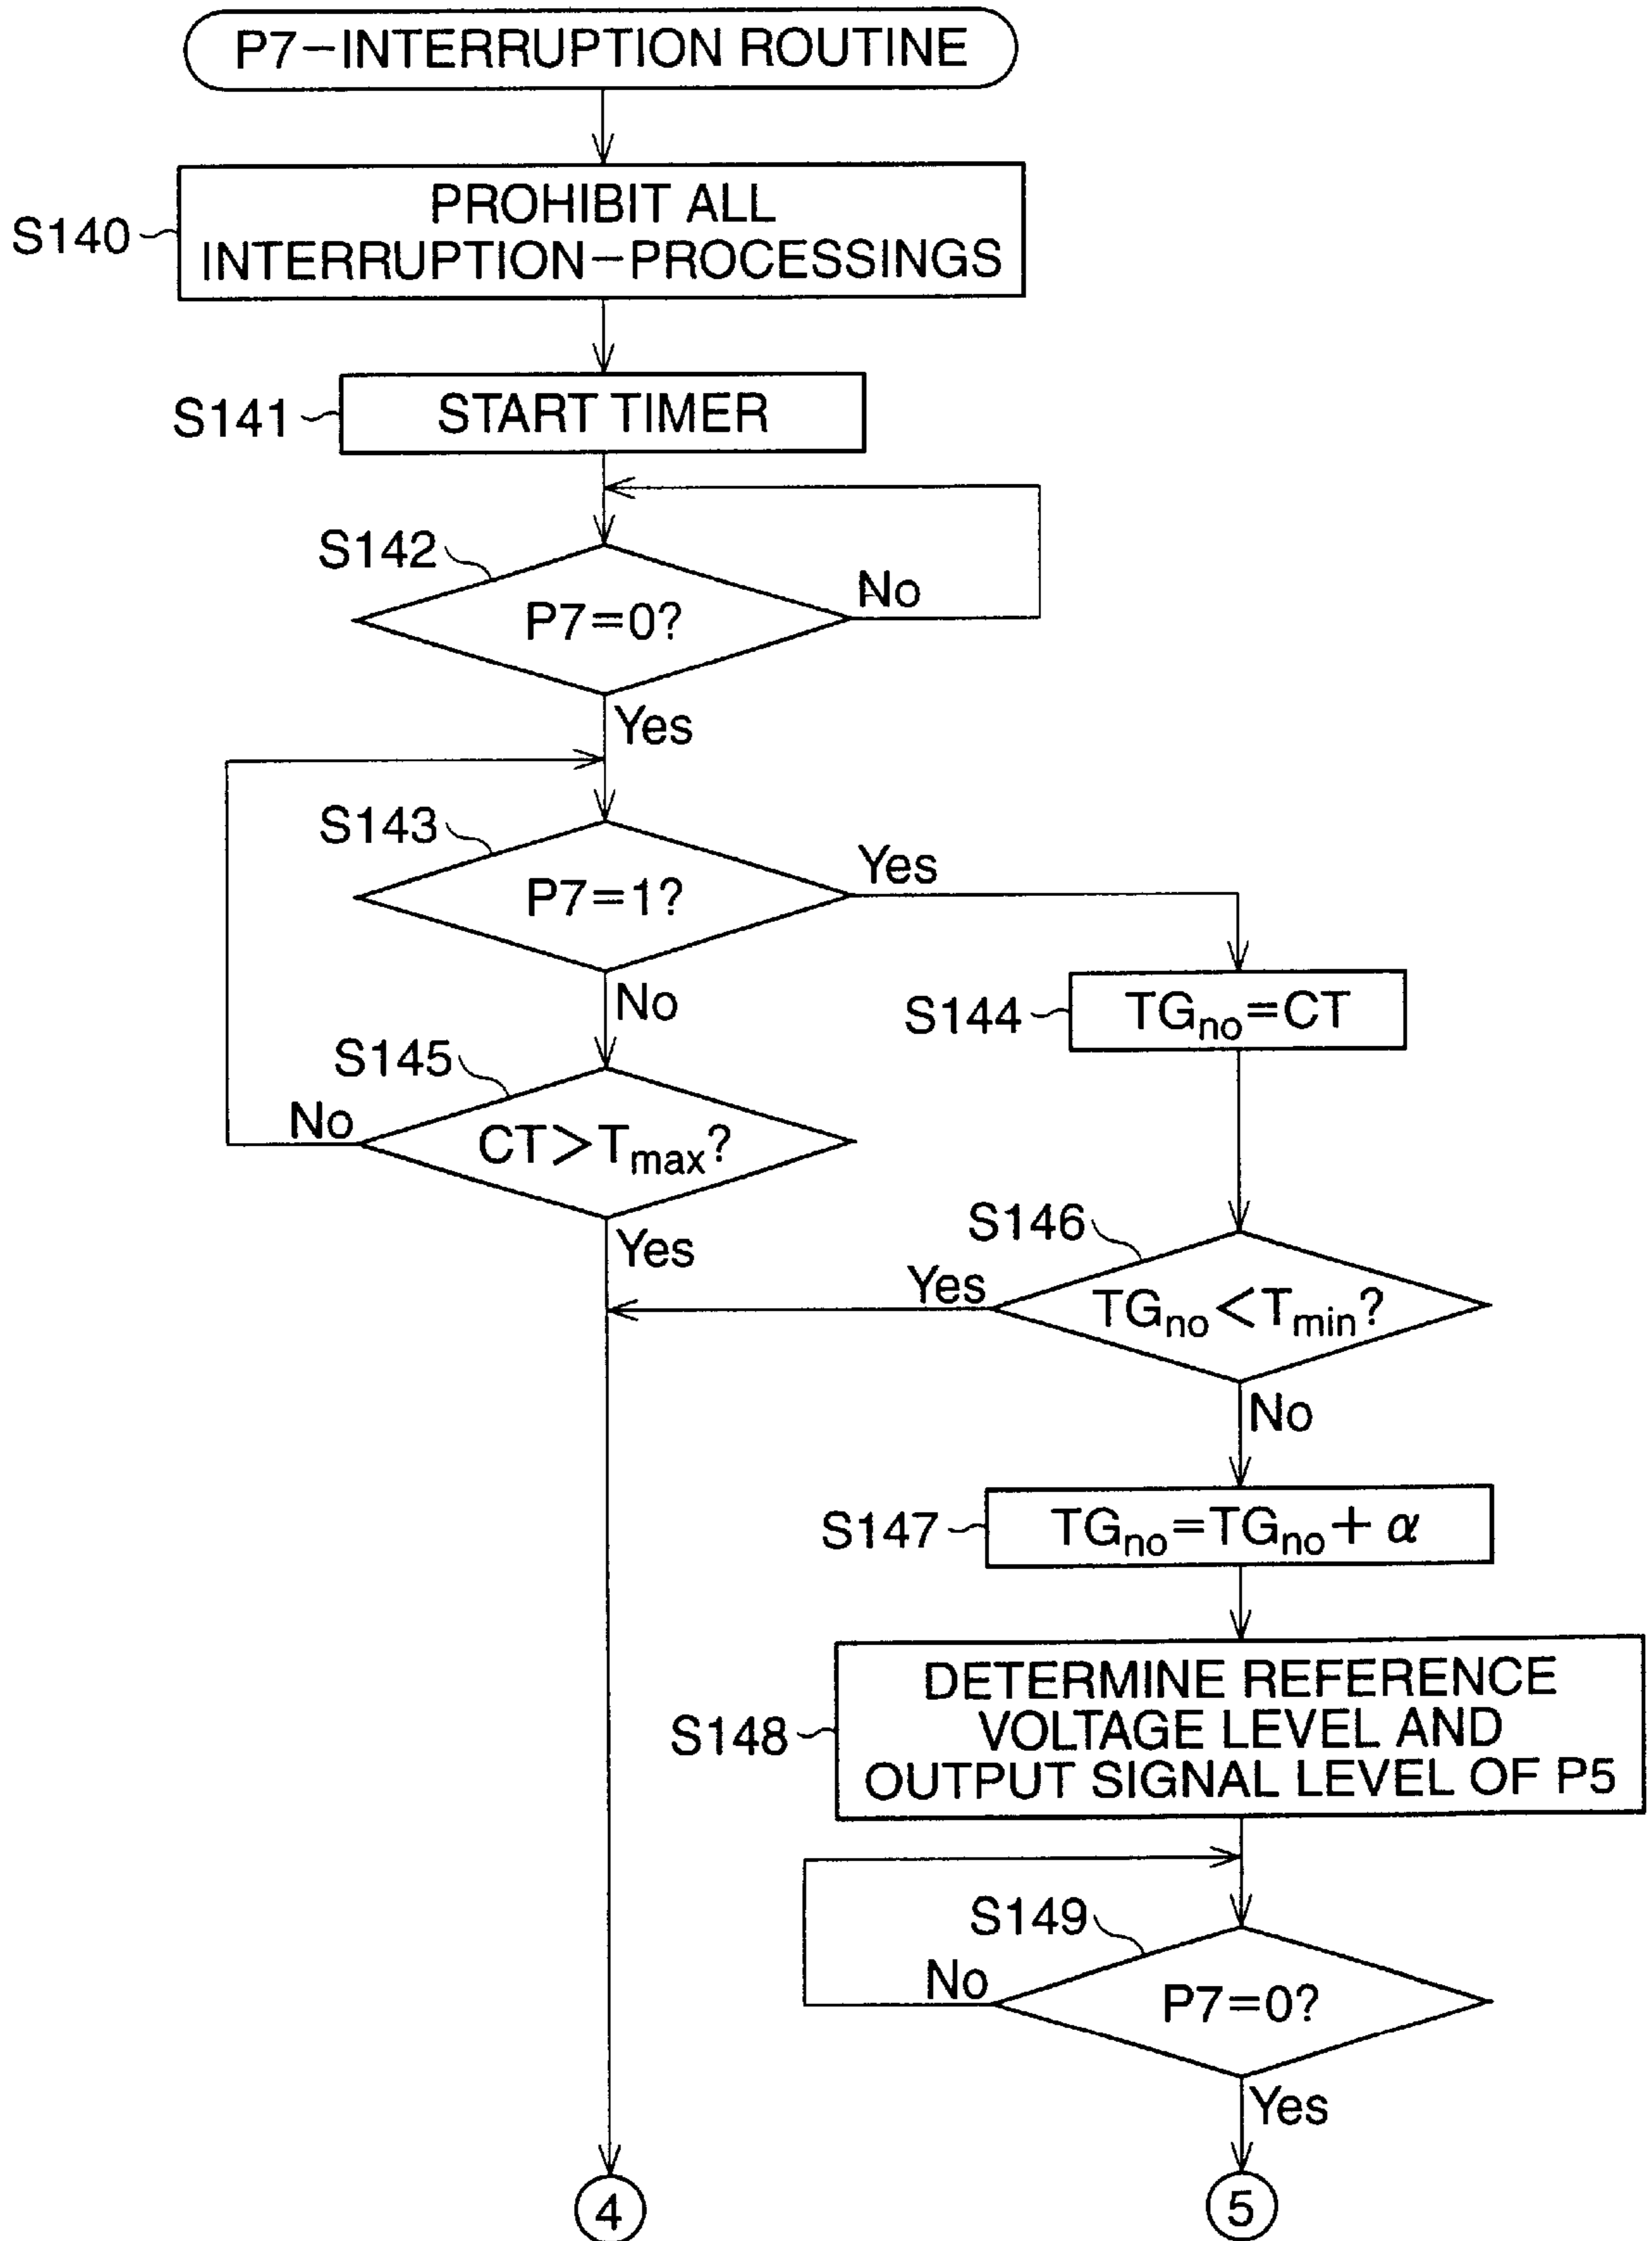 P7-INTERRUPTION ROUTINE
S140
PROHIBIT ALL
INTERRUPTION-PROCESSINGS
S141
START TIMER
S142
P7=0?
No
Yes
S143
P7=1?
Yes
No
S144
TGno=CT
S145
CT>Tmax?
No
Yes
S146
TGno<Tmin?
Yes
No
S147
TGno=TGno+α
S148
DETERMINE REFERENCE
VOLTAGE LEVEL AND
OUTPUT SIGNAL LEVEL OF P5
S149
P7=0?
No
Yes
4
5